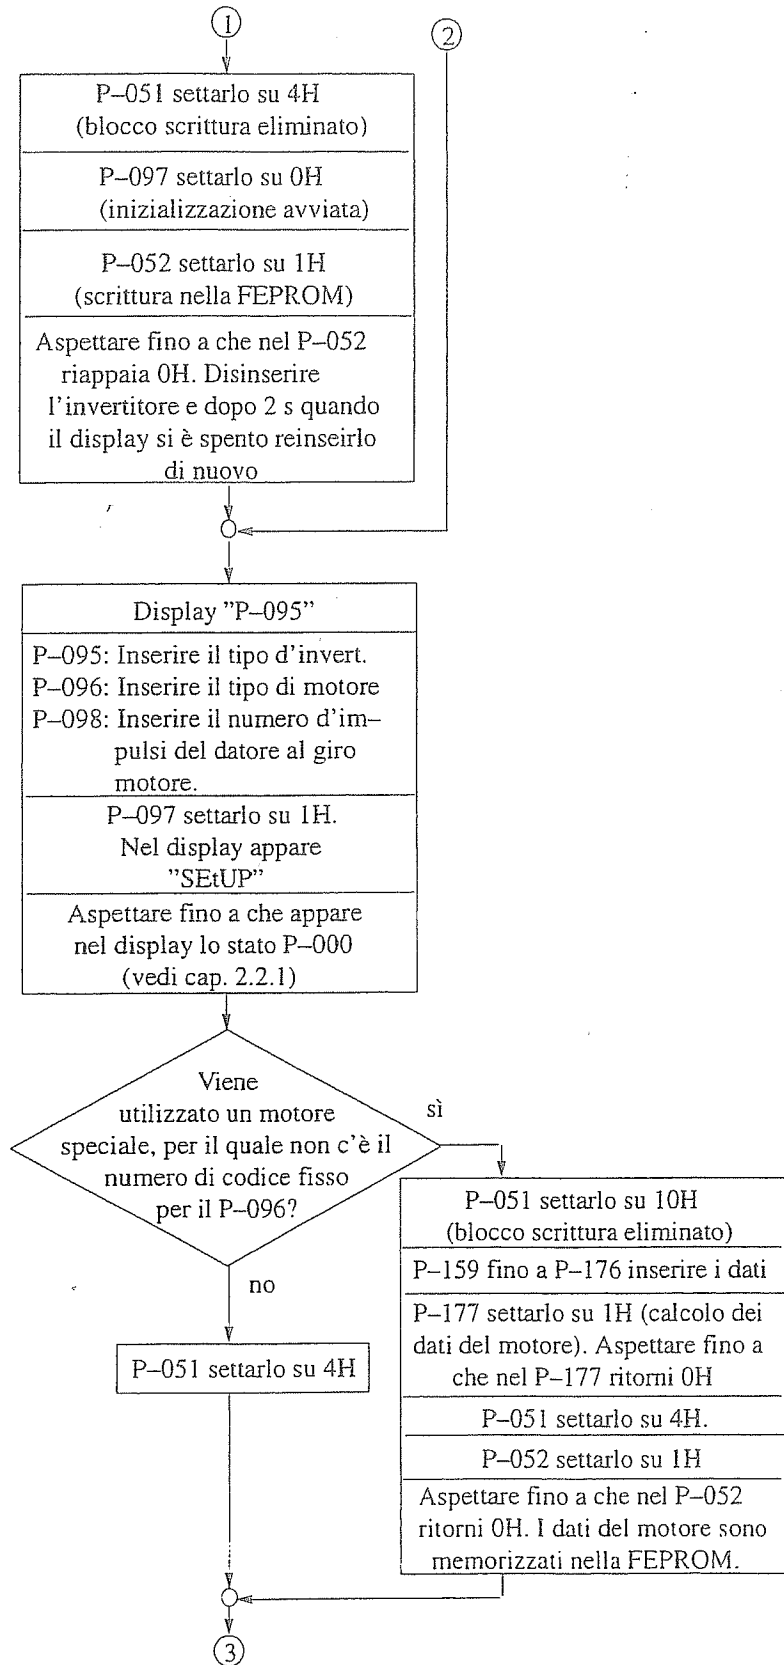 1
2
P–051 settarlo su 4H
(blocco scrittura eliminato)
P–097 settarlo su 0H
(inizializzazione avviata)
P–052 settarlo su 1H
(scrittura nella FEPROM)
Aspettare fino a che nel P–052
riappaia 0H. Disinserire
l'invertitore e dopo 2 s quando
il display si è spento reinseirlo
di nuovo
Display "P–095"
P–095: Inserire il tipo d'invert.
P–096: Inserire il tipo di motore
P–098: Inserire il numero d'im–
pulsi del datore al giro
motore.
P–097 settarlo su 1H.
Nel display appare
"SEtUP"
Aspettare fino a che appare
nel display lo stato P–000
(vedi cap. 2.2.1)
Viene
utilizzato un motore
speciale, per il quale non c'è il
numero di codice fisso
per il P–096?
sì
no
P–051 settarlo su 4H
P–051 settarlo su 10H
(blocco scrittura eliminato)
P–159 fino a P–176 inserire i dati
P–177 settarlo su 1H (calcolo dei
dati del motore). Aspettare fino a
che nel P–177 ritorni 0H
P–051 settarlo su 4H.
P–052 settarlo su 1H
Aspettare fino a che nel P–052
ritorni 0H. I dati del motore sono
memorizzati nella FEPROM.
3